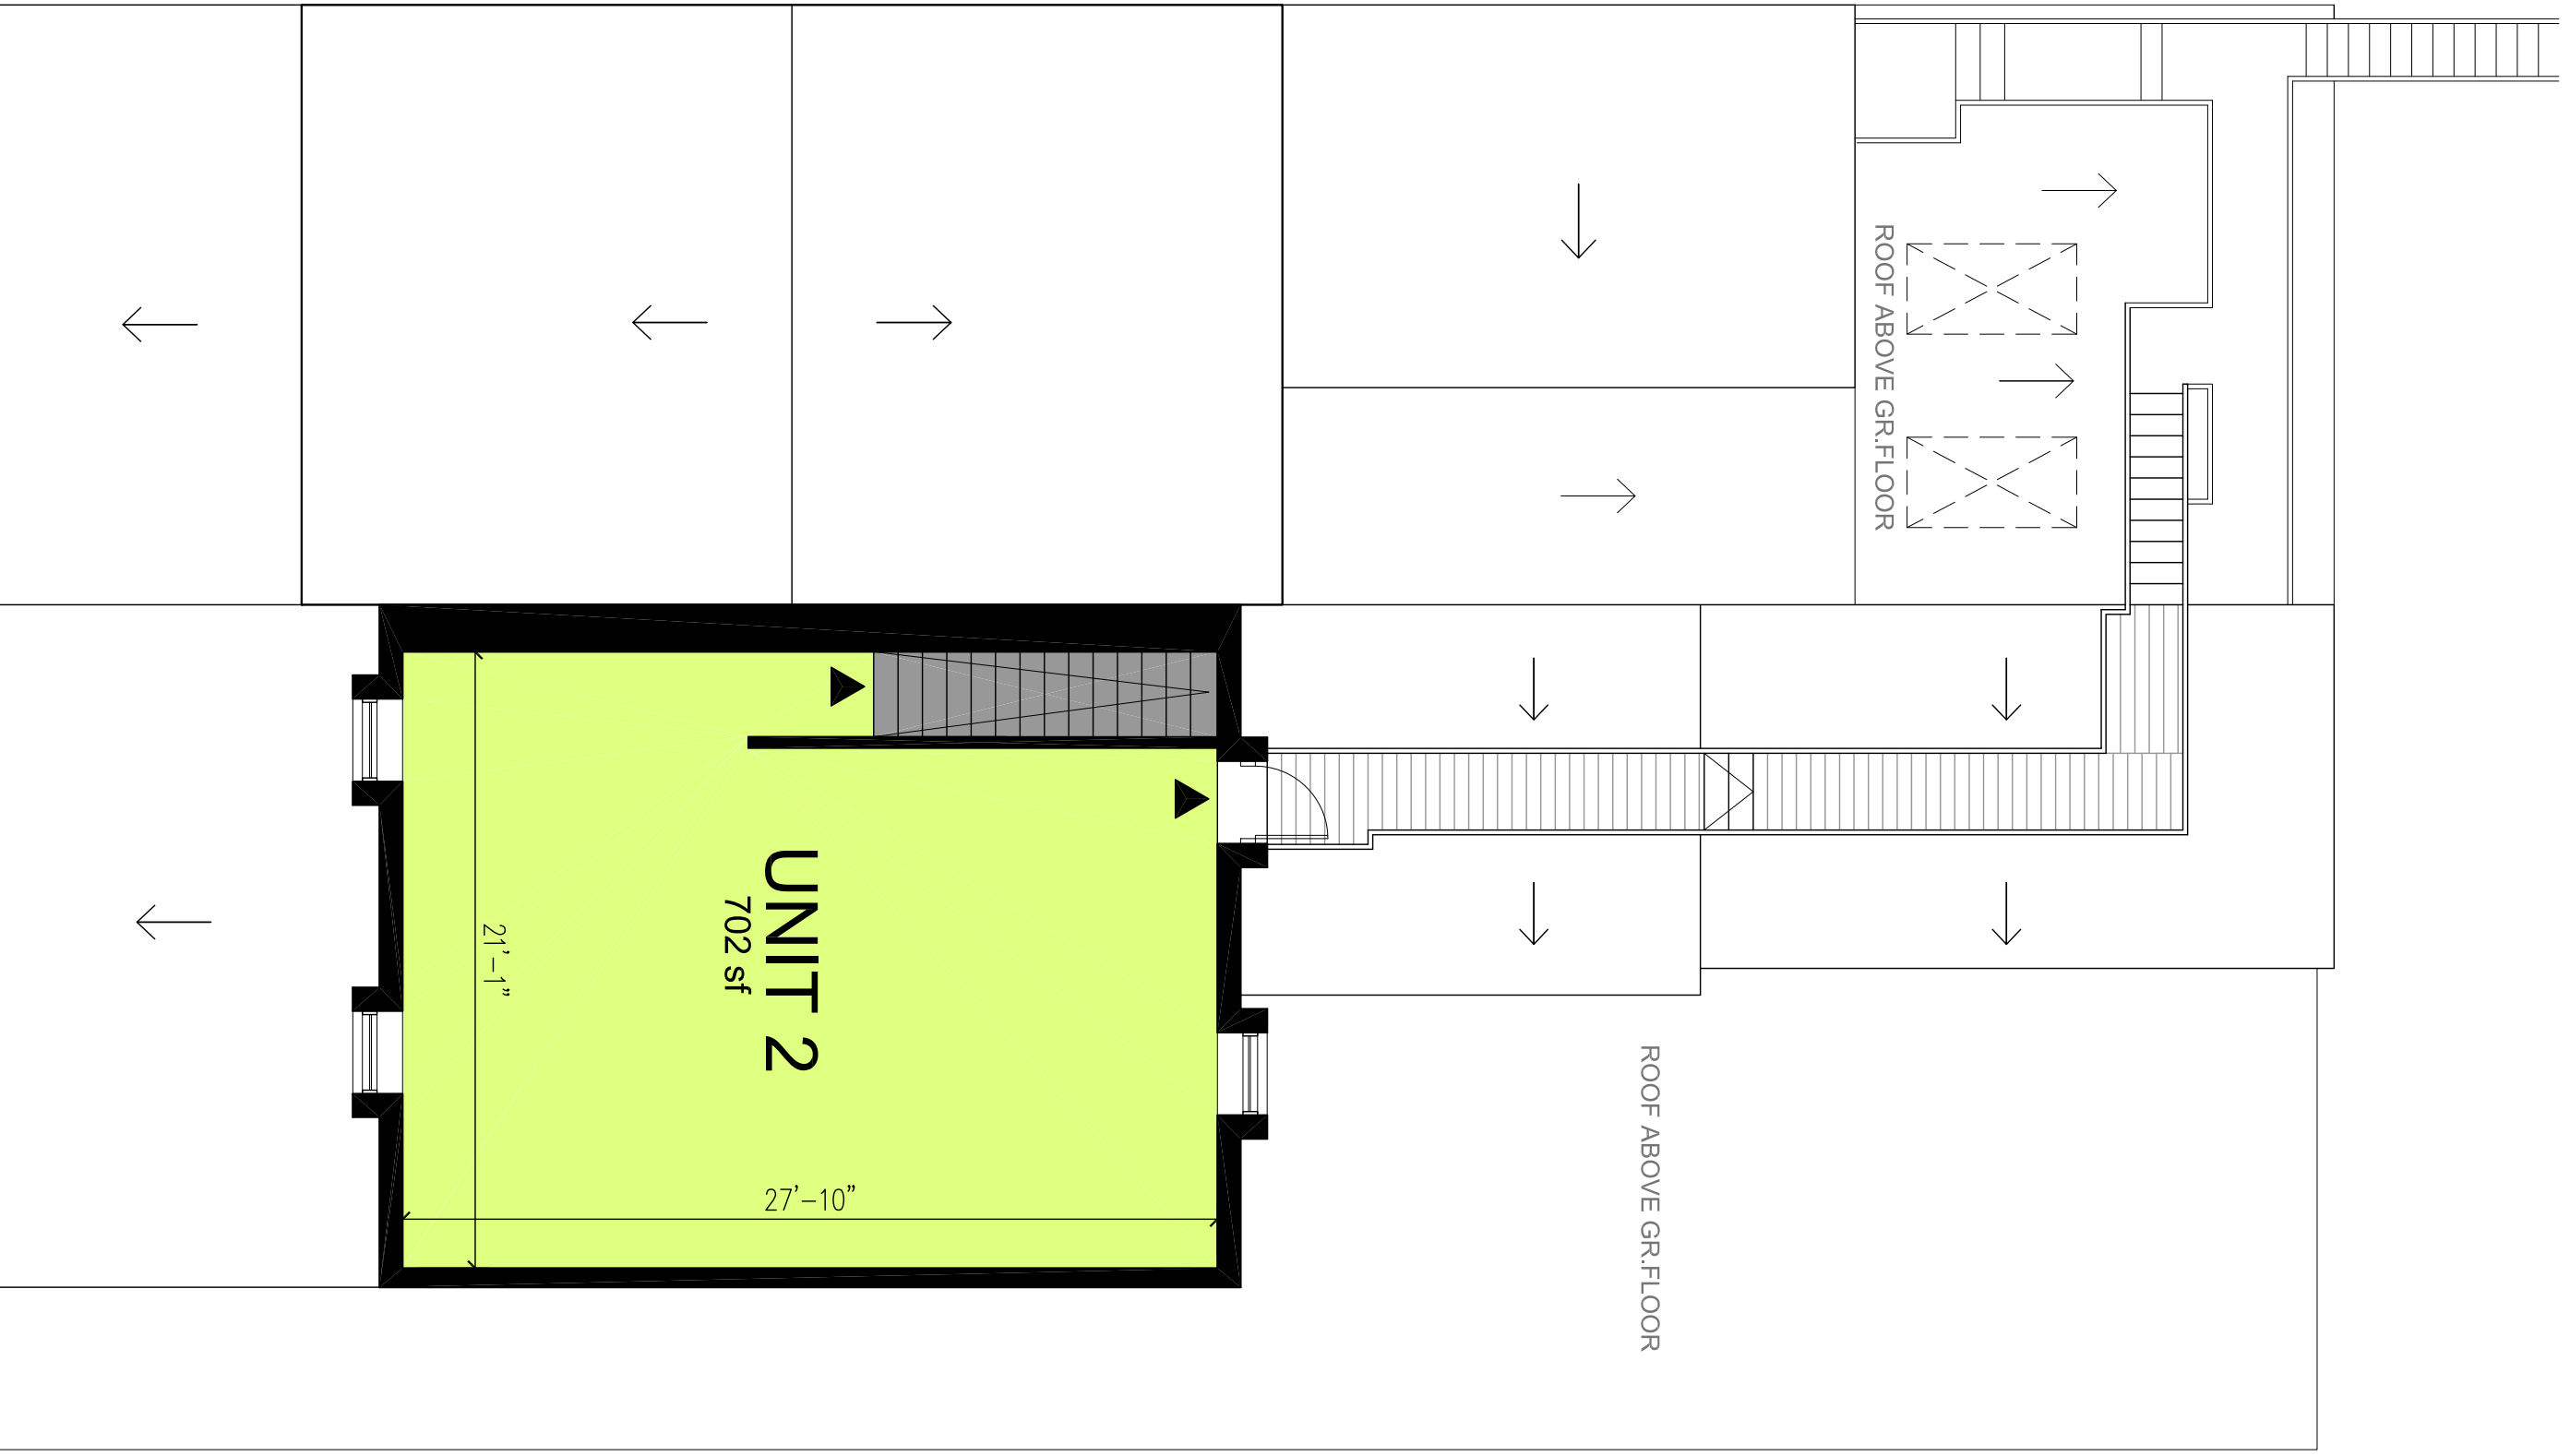 ROOF ABOVE GR.FLOOR
UNIT 2
702 sf
21'-1"
27'-10"
ROOF ABOVE GR.FLOOR